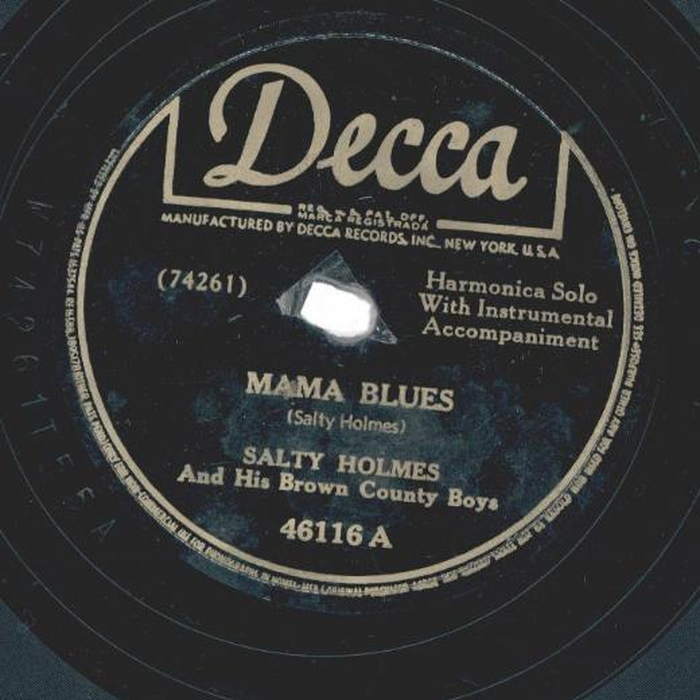 Decca
REG. U.S. PAT. OFF.
MARCA REGISTRADA
MANUFACTURED BY DECCA RECORDS, INC., NEW YORK, U.S.A.
(74261)
Harmonica Solo
With Instrumental
Accompaniment
MAMA BLUES
(Salty Holmes)
SALTY HOLMES
And His Brown County Boys
46116 A